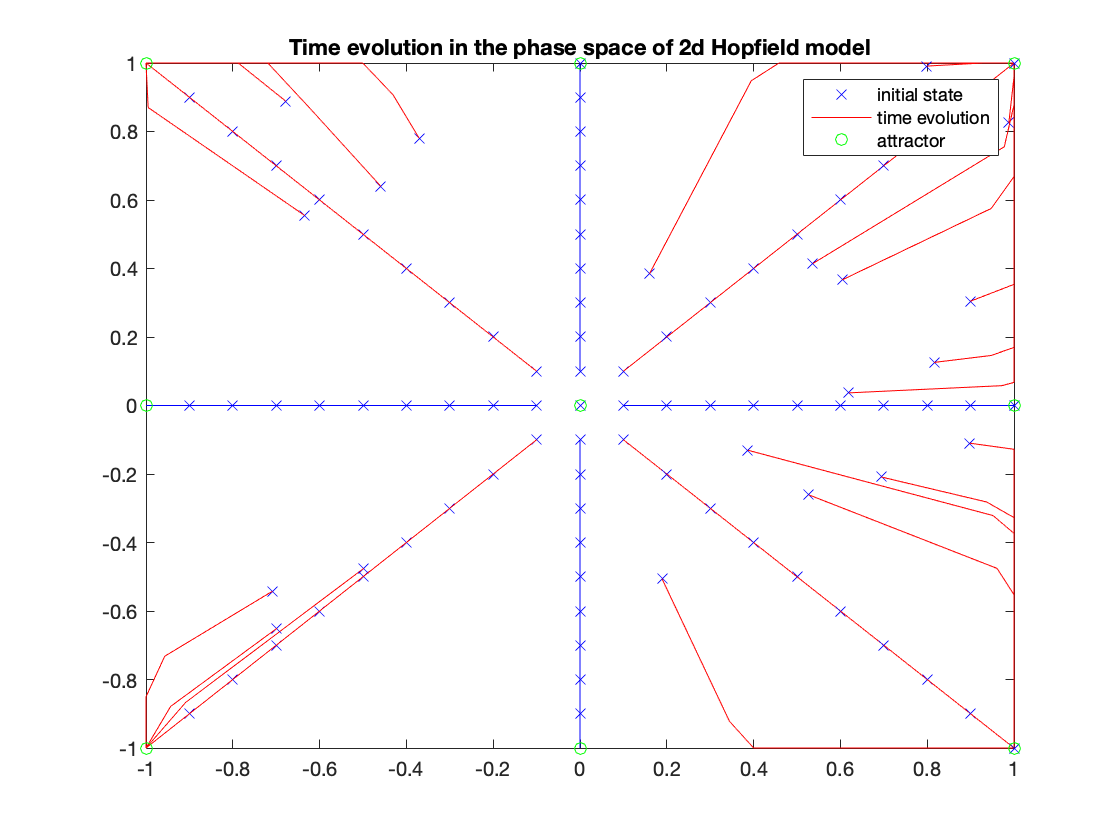 Time evolution in the phase space of 2d Hopfield model
initial state
time evolution
attractor
1
0.8
0.6
0.4
0.2
0
-0.2
-0.4
-0.6
-0.8
-1
-1 -0.8 -0.6 -0.4 -0.2 0 0.2 0.4 0.6 0.8 1